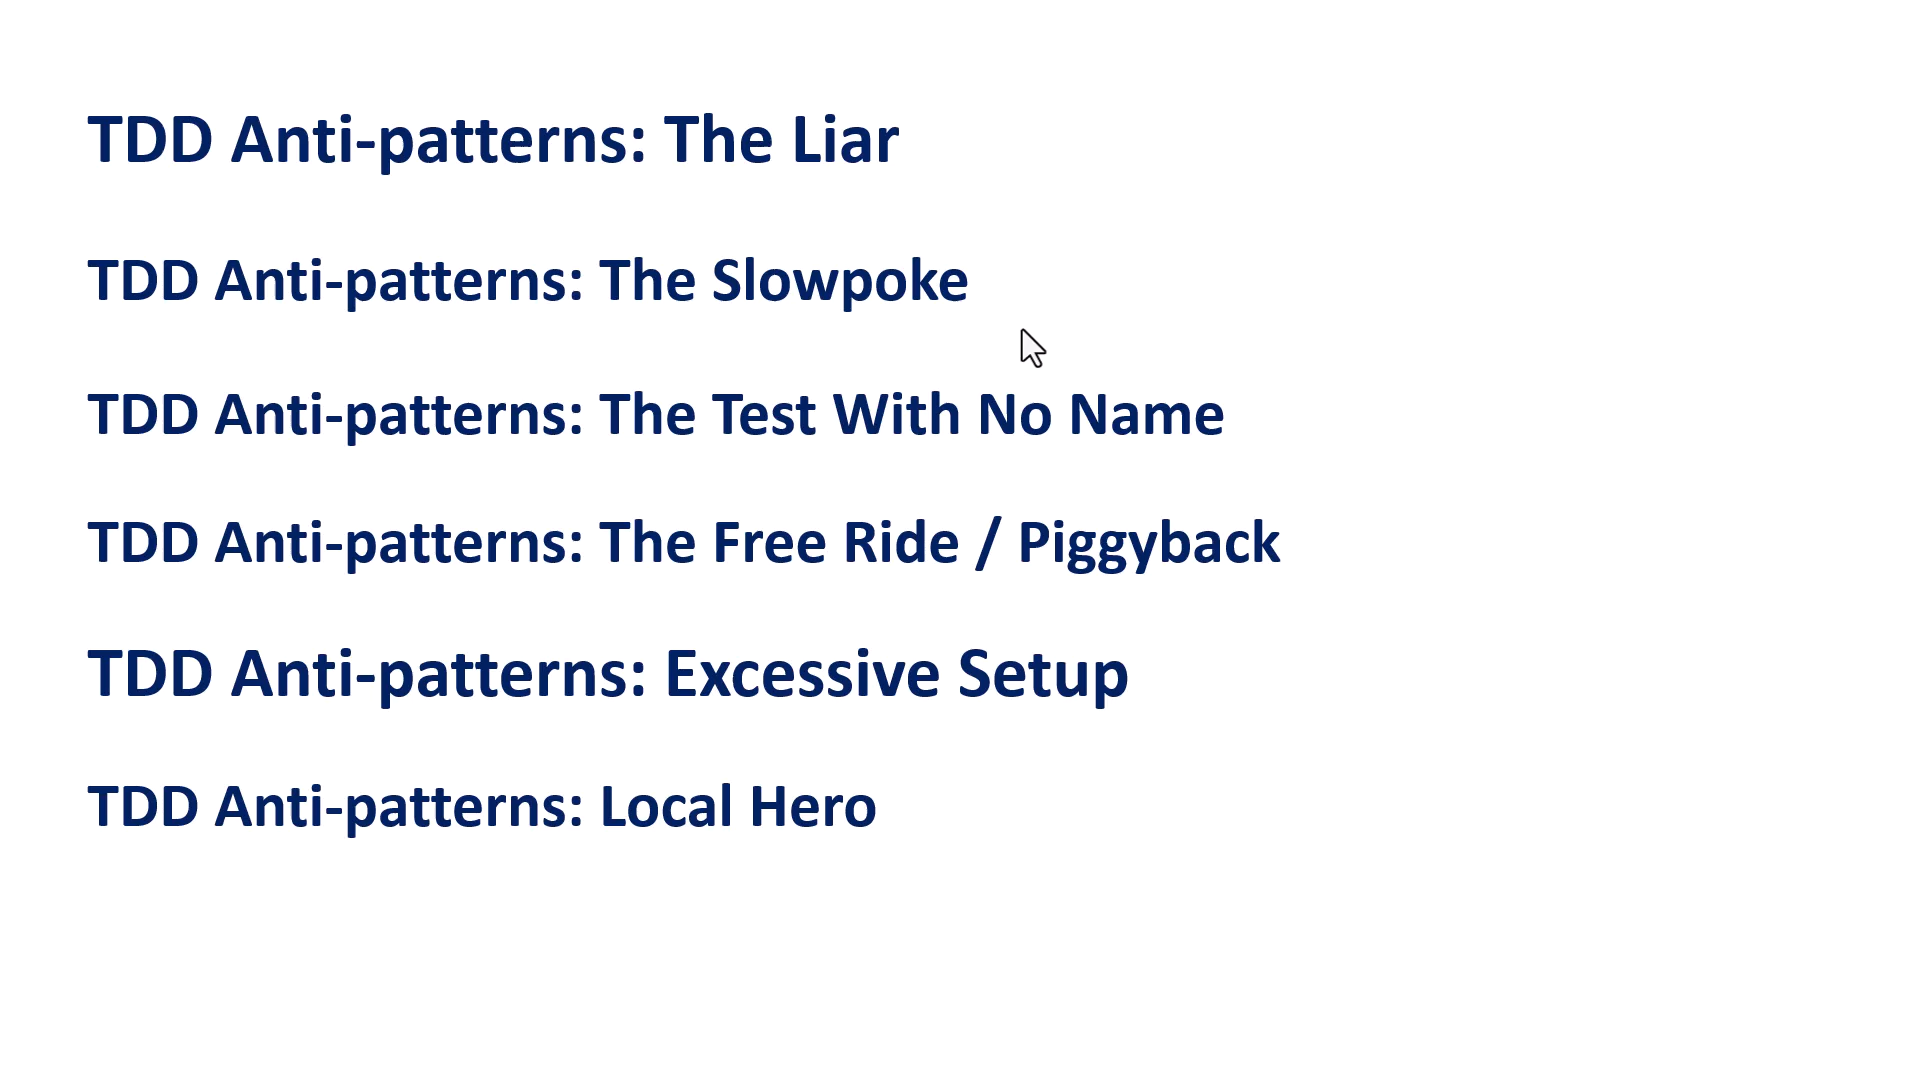 TDD Anti-patterns: The Liar
TDD Anti-patterns: The Slowpoke
TDD Anti-patterns: The Test With No Name
TDD Anti-patterns: The Free Ride / Piggyback
TDD Anti-patterns: Excessive Setup
TDD Anti-patterns: Local Hero